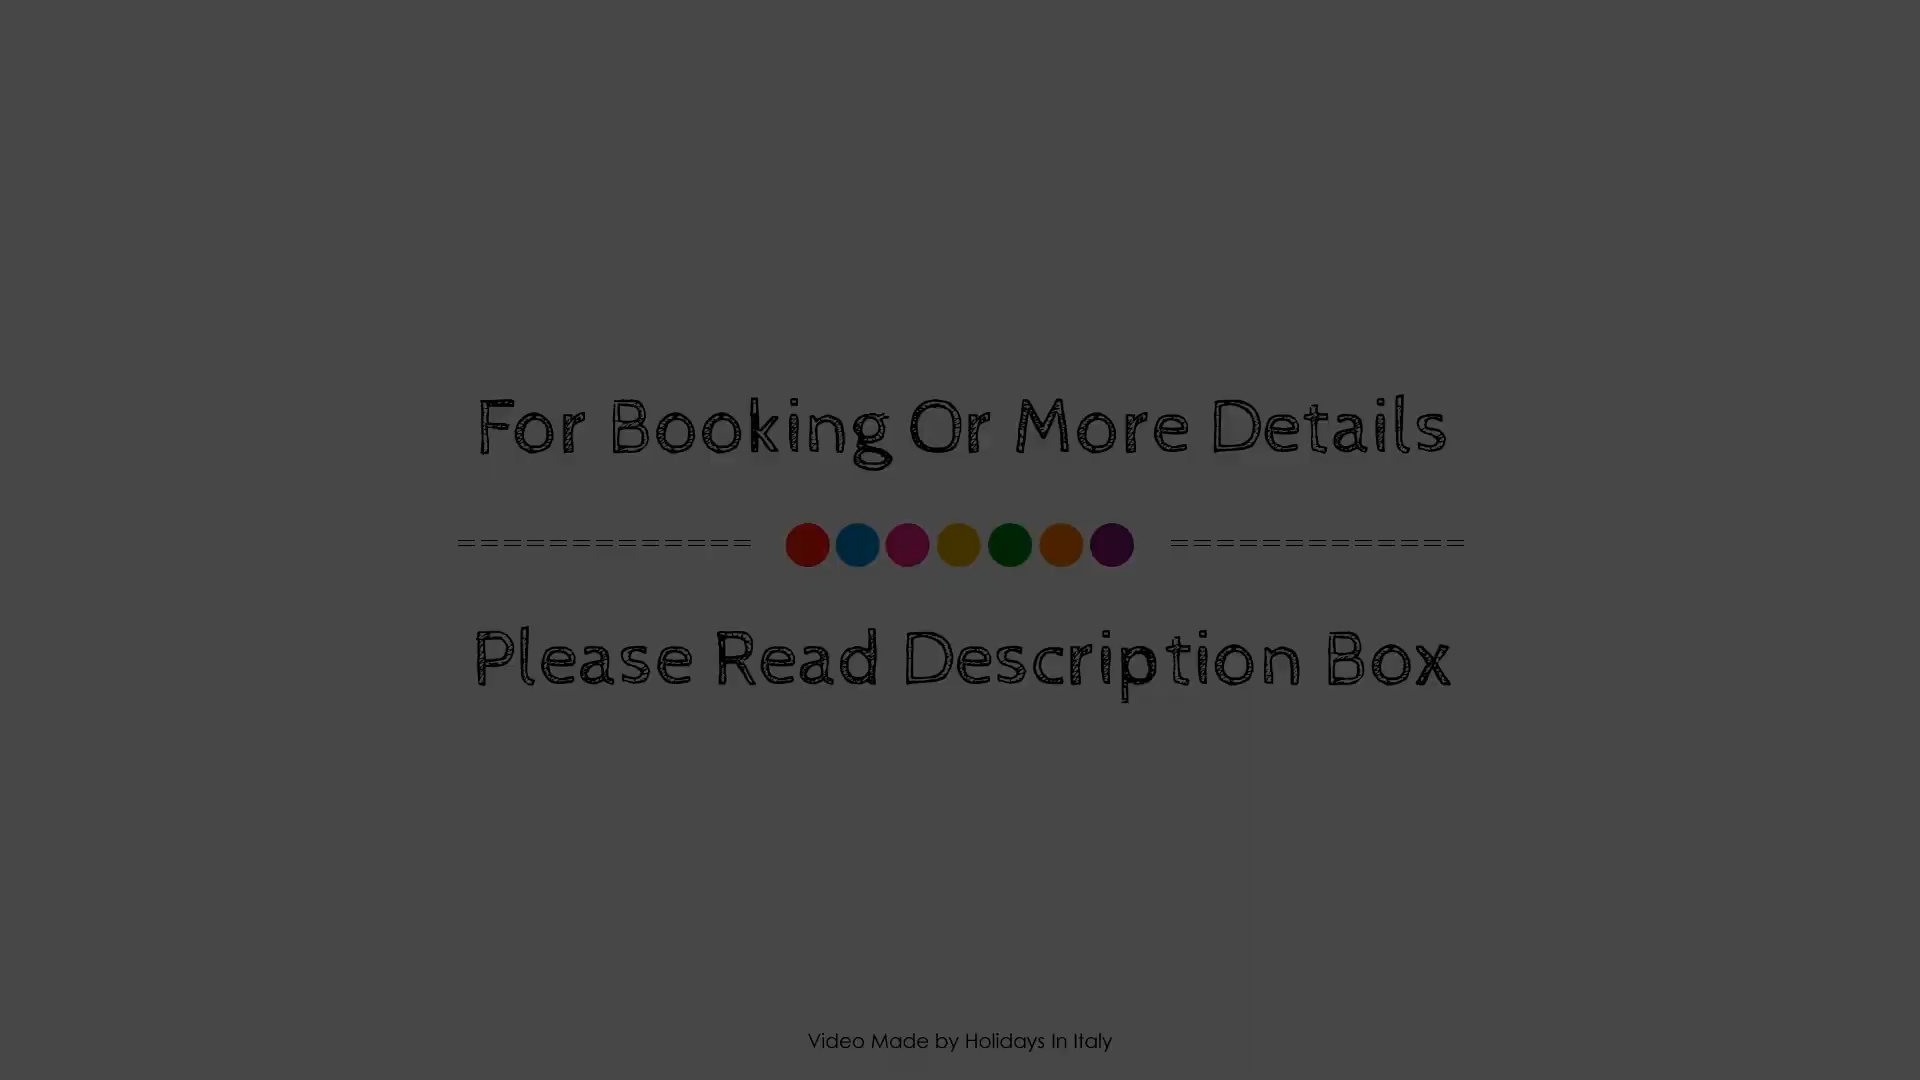 For Booking Or More Details
============= =============
Please Read Description Box
Video Made by Holidays In Italy